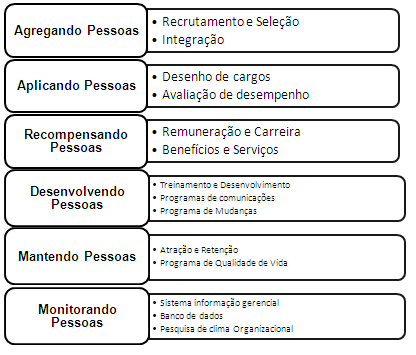 Agregando Pessoas
• Recrutamento e Seleção
• Integração
Aplicando Pessoas
• Desenho de cargos
• Avaliação de desempenho
Recompensando
Pessoas
• Remuneração e Carreira
• Benefícios e Serviços
Desenvolvendo
Pessoas
• Treinamento e Desenvolvimento
• Programas de comunicações
• Programa de Mudanças
Mantendo Pessoas
• Atração e Retenção
• Programa de Qualidade de Vida
Monitorando
Pessoas
• Sistema informação gerencial
• Banco de dados
• Pesquisa de clima Organizacional